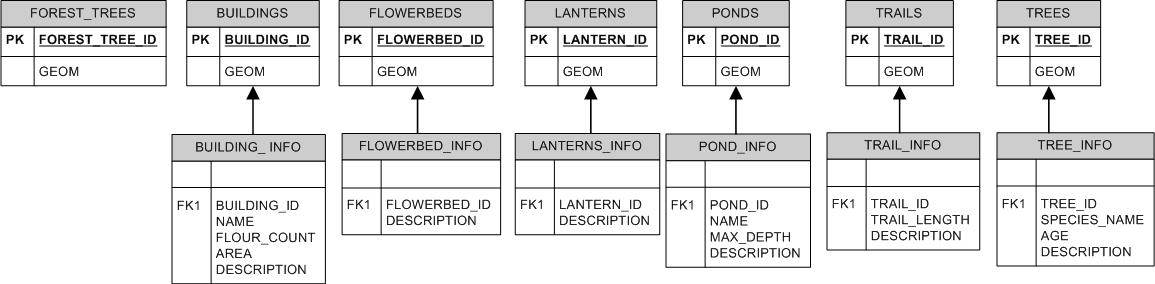 FOREST_TREES
PK FOREST_TREE_ID
GEOM
BUILDINGS
PK BUILDING_ID
GEOM
FLOWERBEDS
PK FLOWERBED_ID
GEOM
LANTERNS
PK LANTERN_ID
GEOM
PONDS
PK POND_ID
GEOM
TRAILS
PK TRAIL_ID
GEOM
TREES
PK TREE_ID
GEOM
BUILDING_ INFO
FK1 BUILDING_ID
NAME
FLOUR_COUNT
AREA
DESCRIPTION
FLOWERBED_INFO
FK1 FLOWERBED_ID
DESCRIPTION
LANTERNS_INFO
FK1 LANTERN_ID
DESCRIPTION
POND_INFO
FK1 POND_ID
NAME
MAX_DEPTH
DESCRIPTION
TRAIL_INFO
FK1 TRAIL_ID
TRAIL_LENGTH
DESCRIPTION
TREE_INFO
FK1 TREE_ID
SPECIES_NAME
AGE
DESCRIPTION